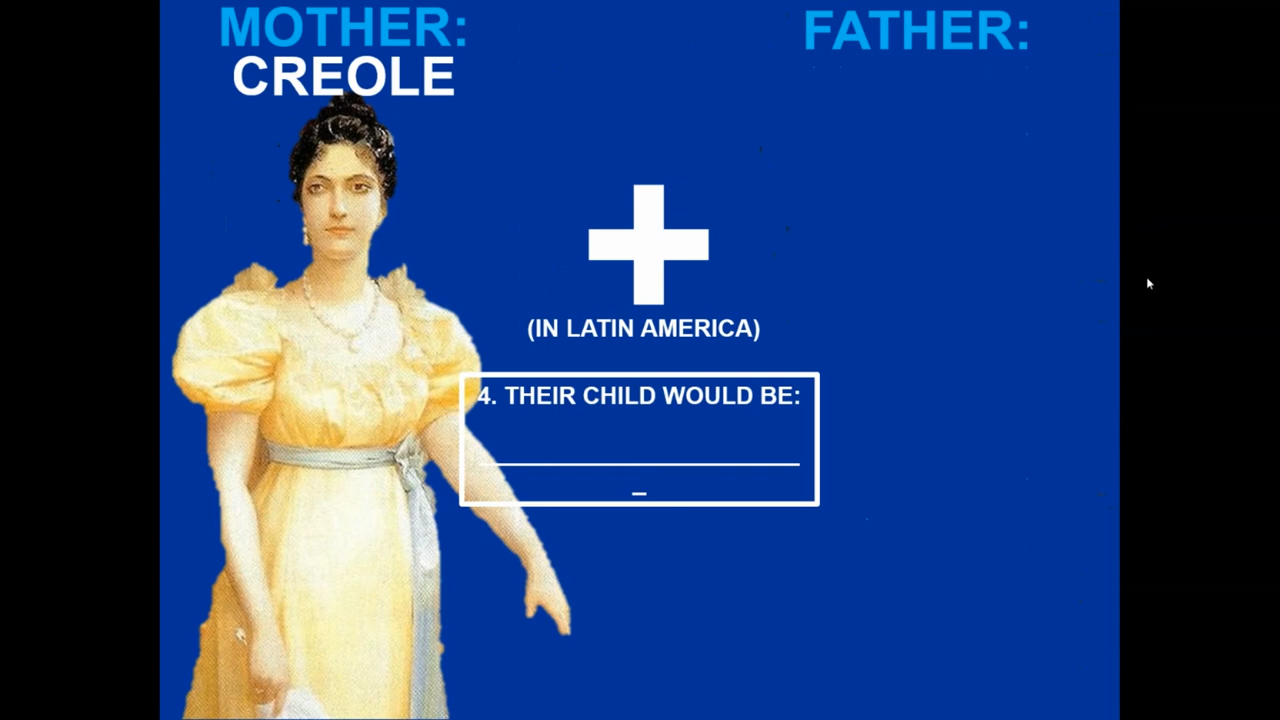 MOTHER:
CREOLE
FATHER:
(IN LATIN AMERICA)
4. THEIR CHILD WOULD BE: